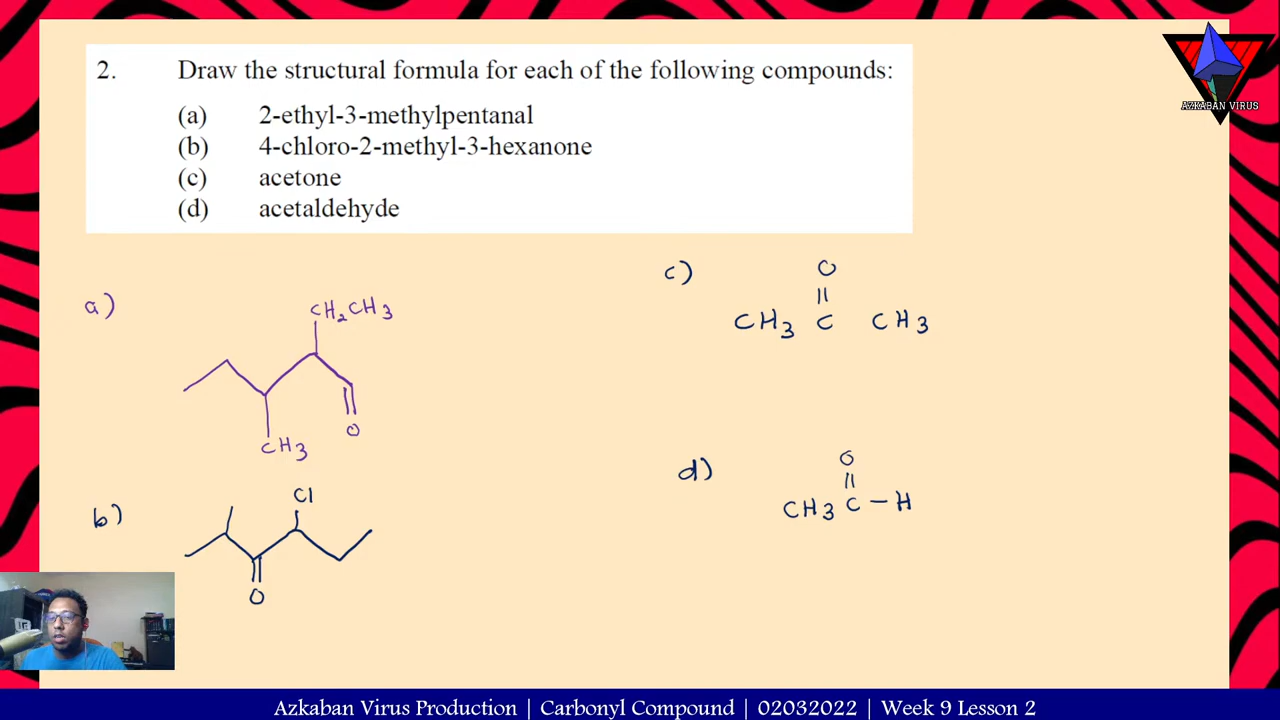 AZKABAN VIRUS
2. Draw the structural formula for each of the following compounds:
(a) 2-ethyl-3-methylpentanal
(b) 4-chloro-2-methyl-3-hexanone
(c) acetone
(d) acetaldehyde
a)
CH2CH3
O
CH3
b)
Cl
O
c)
O
CH3 C CH3
d)
O
CH3 C – H
Azkaban Virus Production | Carbonyl Compound | 02032022 | Week 9 Lesson 2